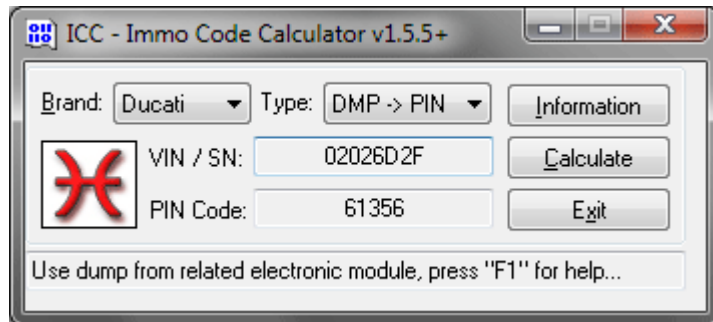 ICC - Immo Code Calculator v1.5.5+
Brand: Ducati Type: DMP -> PIN Information
VIN / SN: 02026D2F Calculate
PIN Code: 61356 Exit
Use dump from related electronic module, press "F1" for help...